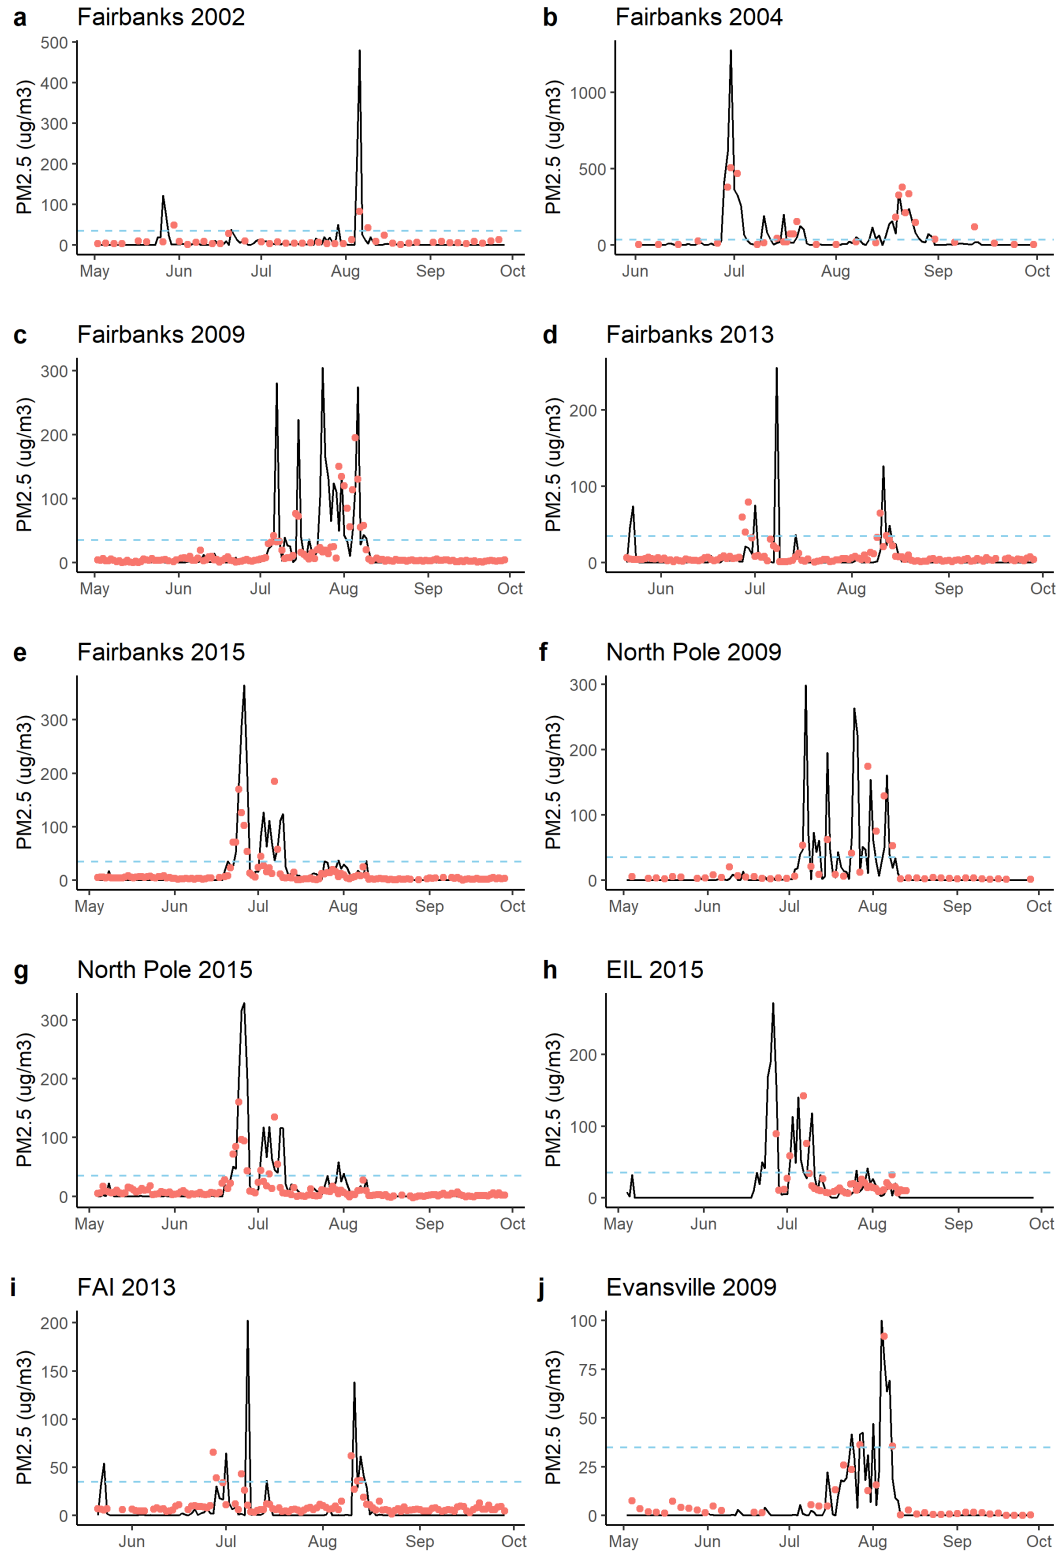 a Fairbanks 2002
PM2.5 (ug/m3)
500
400
300
200
100
0
May Jun Jul Aug Sep Oct
b Fairbanks 2004
PM2.5 (ug/m3)
1000
500
0
Jun Jul Aug Sep Oct
c Fairbanks 2009
PM2.5 (ug/m3)
300
200
100
0
May Jun Jul Aug Sep Oct
d Fairbanks 2013
PM2.5 (ug/m3)
200
100
0
Jun Jul Aug Sep Oct
e Fairbanks 2015
PM2.5 (ug/m3)
300
200
100
0
May Jun Jul Aug Sep Oct
f North Pole 2009
PM2.5 (ug/m3)
300
200
100
0
May Jun Jul Aug Sep Oct
g North Pole 2015
PM2.5 (ug/m3)
300
200
100
0
May Jun Jul Aug Sep Oct
h EIL 2015
PM2.5 (ug/m3)
200
100
0
May Jun Jul Aug Sep Oct
i FAI 2013
PM2.5 (ug/m3)
200
150
100
50
0
Jun Jul Aug Sep Oct
j Evansville 2009
PM2.5 (ug/m3)
100
75
50
25
0
May Jun Jul Aug Sep Oct